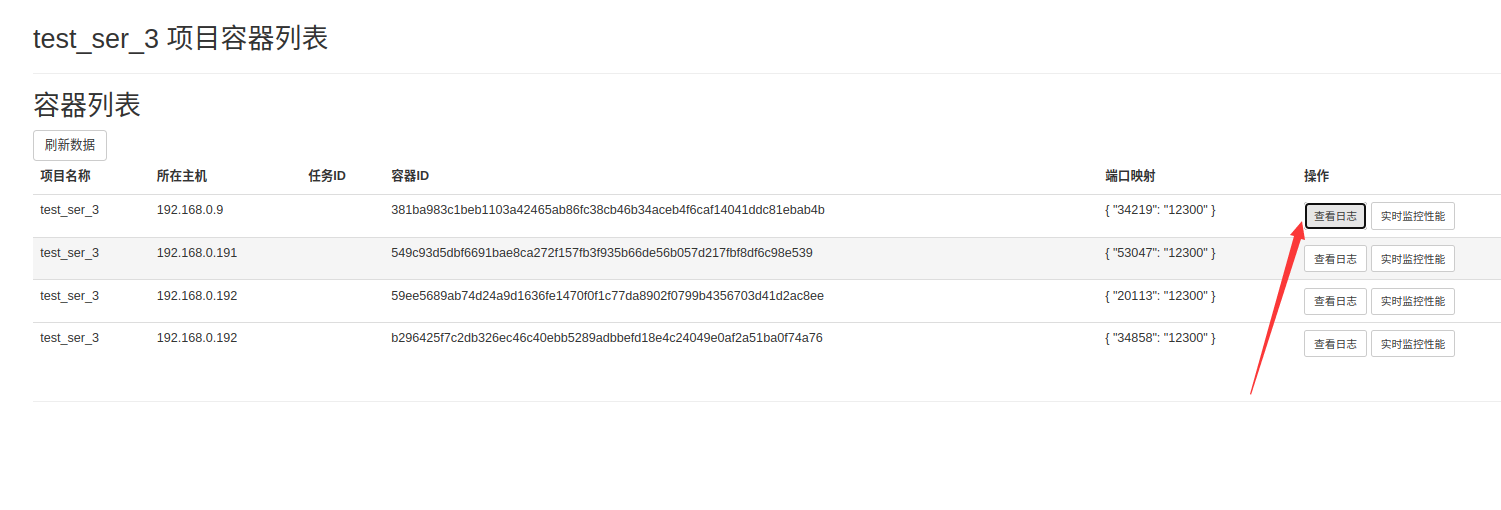 test_ser_3 项目容器列表
容器列表
刷新数据
项目名称 所在主机 任务ID 容器ID 端口映射 操作
test_ser_3 192.168.0.9 381ba983c1beb1103a42465ab86fc38cb46b34aceb4f6caf14041ddc81ebab4b { "34219": "12300" } 查看日志 实时监控性能
test_ser_3 192.168.0.191 549c93d5dbf6691bae8ca272f157fb3f935b66de56b057d217fbf8df6c98e539 { "53047": "12300" } 查看日志 实时监控性能
test_ser_3 192.168.0.192 59ee5689ab74d24a9d1636fe1470f0f1c77da8902f0799b4356703d41d2ac8ee { "20113": "12300" } 查看日志 实时监控性能
test_ser_3 192.168.0.192 b296425f7c2db326ec46c40ebb5289adbbefd18e4c24049e0af2a51ba0f74a76 { "34858": "12300" } 查看日志 实时监控性能